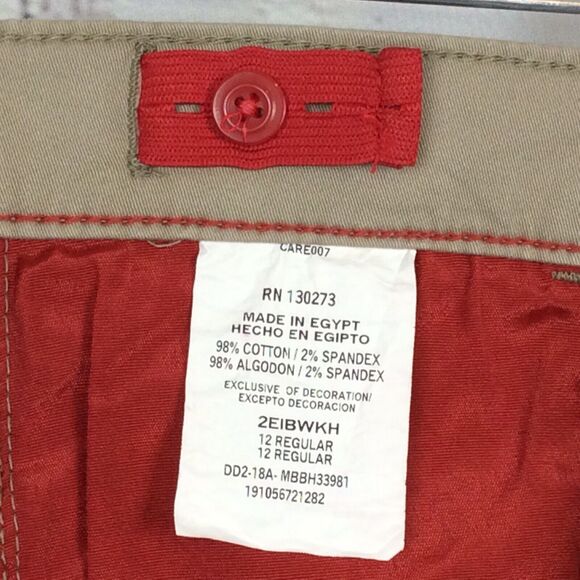 CARE007
RN 130273
MADE IN EGYPT
HECHO EN EGIPTO
98% COTTON / 2% SPANDEX
98% ALGODON / 2% SPANDEX
EXCLUSIVE OF DECORATION/
EXCEPTO DECORACION
2EIBWKH
12 REGULAR
12 REGULAR
DD2-18A- MBBH33981
191056721282